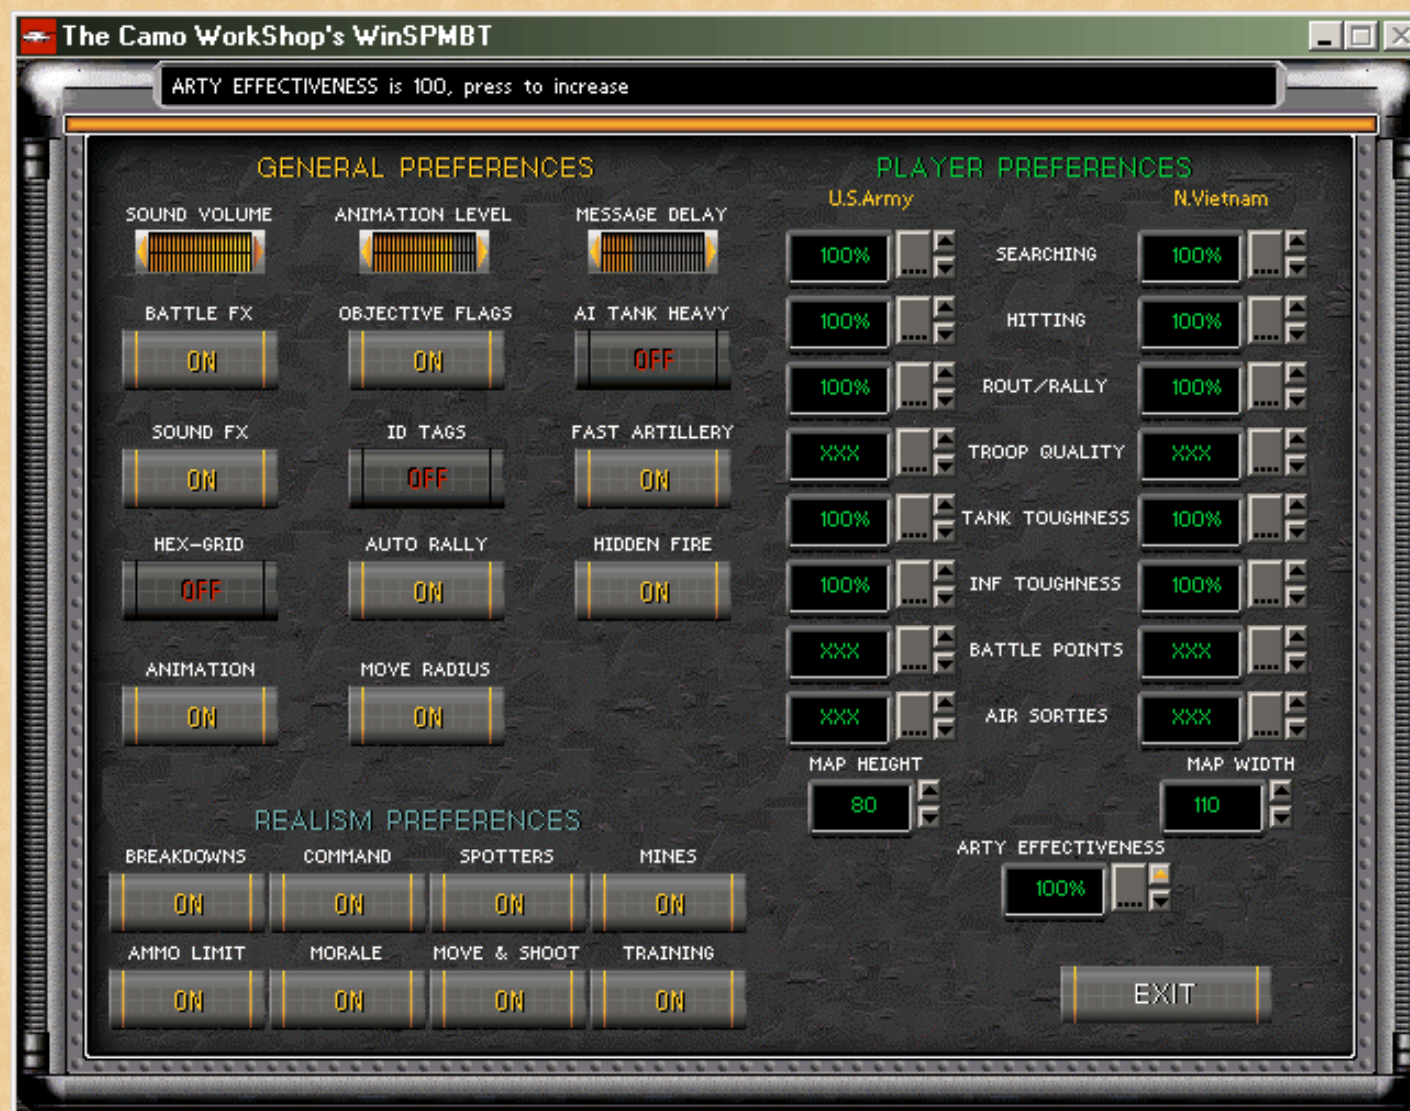 The Camo WorkShop's WinSPMBT
ARTY EFFECTIVENESS is 100, press to increase
GENERAL PREFERENCES
SOUND VOLUME ANIMATION LEVEL MESSAGE DELAY
BATTLE FX OBJECTIVE FLAGS AI TANK HEAVY
ON ON OFF
SOUND FX ID TAGS FAST ARTILLERY
ON OFF ON
HEX-GRID AUTO RALLY HIDDEN FIRE
OFF ON ON
ANIMATION MOVE RADIUS
ON ON
REALISM PREFERENCES
BREAKDOWNS COMMAND SPOTTERS MINES
ON ON ON ON
AMMO LIMIT MORALE MOVE & SHOOT TRAINING
ON ON ON ON
PLAYER PREFERENCES
U.S.Army N.Vietnam
100% .... SEARCHING 100% ....
100% .... HITTING 100% ....
100% .... ROUT/RALLY 100% ....
XXX .... TROOP QUALITY XXX ....
100% .... TANK TOUGHNESS 100% ....
100% .... INF TOUGHNESS 100% ....
XXX .... BATTLE POINTS XXX ....
XXX .... AIR SORTIES XXX ....
MAP HEIGHT MAP WIDTH
80 110
ARTY EFFECTIVENESS
100% ....
EXIT